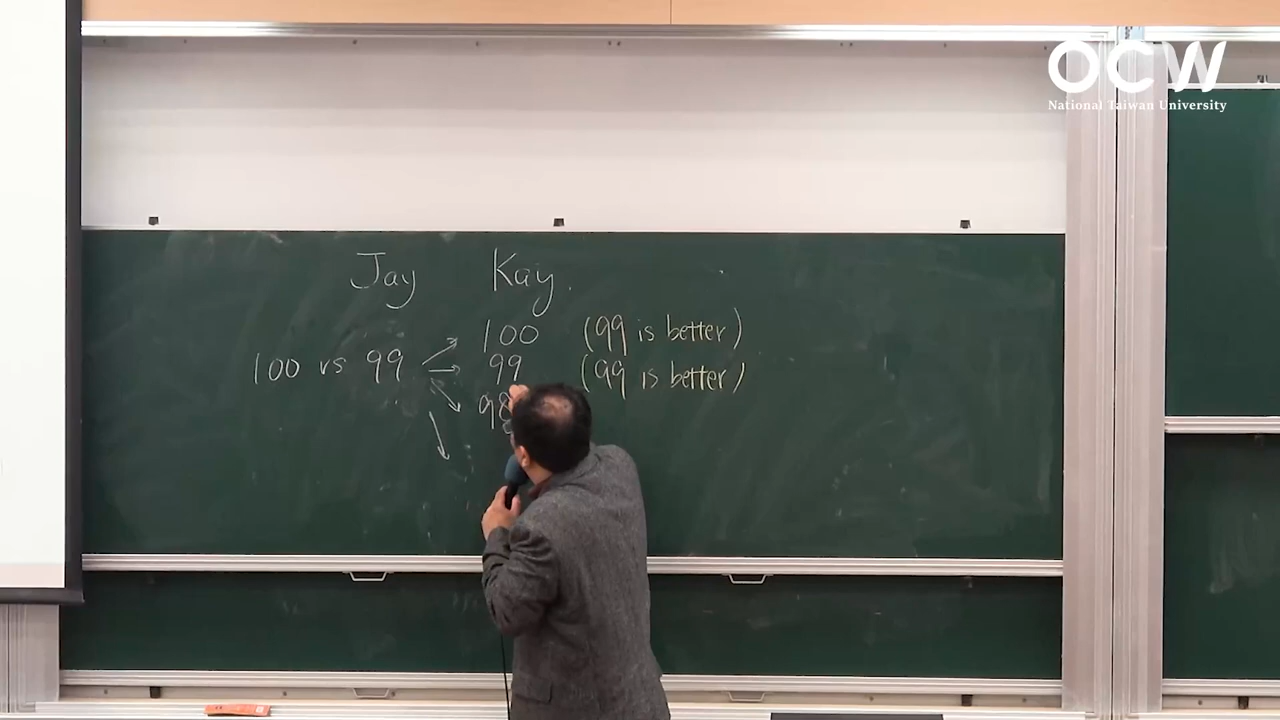 OCW
National Taiwan University
Jay Kay.
100 (99 is better)
100 vs 99 99 (99 is better)
98